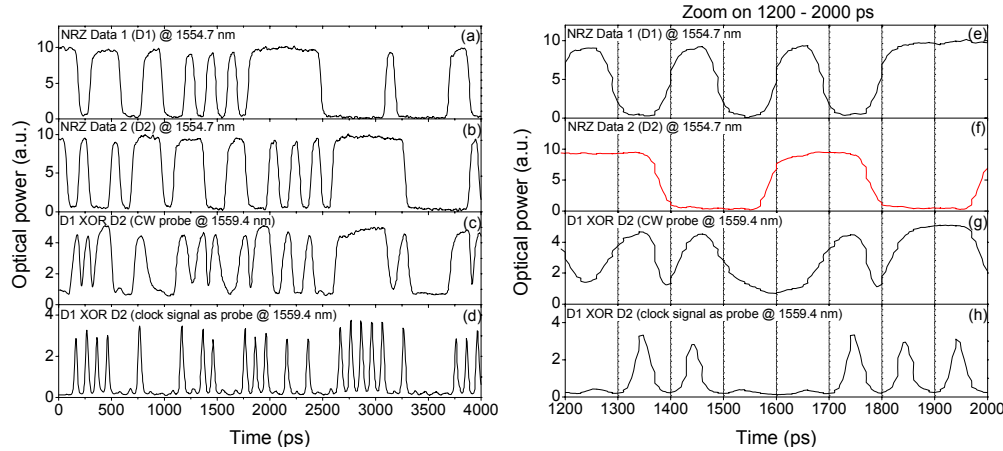 Zoom on 1200 - 2000 ps
NRZ Data 1 (D1) @ 1554.7 nm
(a)
15
10
5
0
NRZ Data 2 (D2) @ 1554.7 nm
(b)
10
5
0
D1 XOR D2 (CW probe @ 1559.4 nm)
(c)
4
2
0
D1 XOR D2 (clock signal as probe @ 1559.4 nm)
(d)
4
2
0
0 500 1000 1500 2000 2500 3000 3500 4000
Time (ps)
Optical power (a.u.)
NRZ Data 1 (D1) @ 1554.7 nm
(e)
10
5
0
NRZ Data 2 (D2) @ 1554.7 nm
(f)
10
5
0
D1 XOR D2 (CW probe @ 1559.4 nm)
(g)
4
2
0
D1 XOR D2 (clock signal as probe @ 1559.4 nm)
(h)
4
2
0
1200 1300 1400 1500 1600 1700 1800 1900 2000
Time (ps)
Optical power (a.u.)